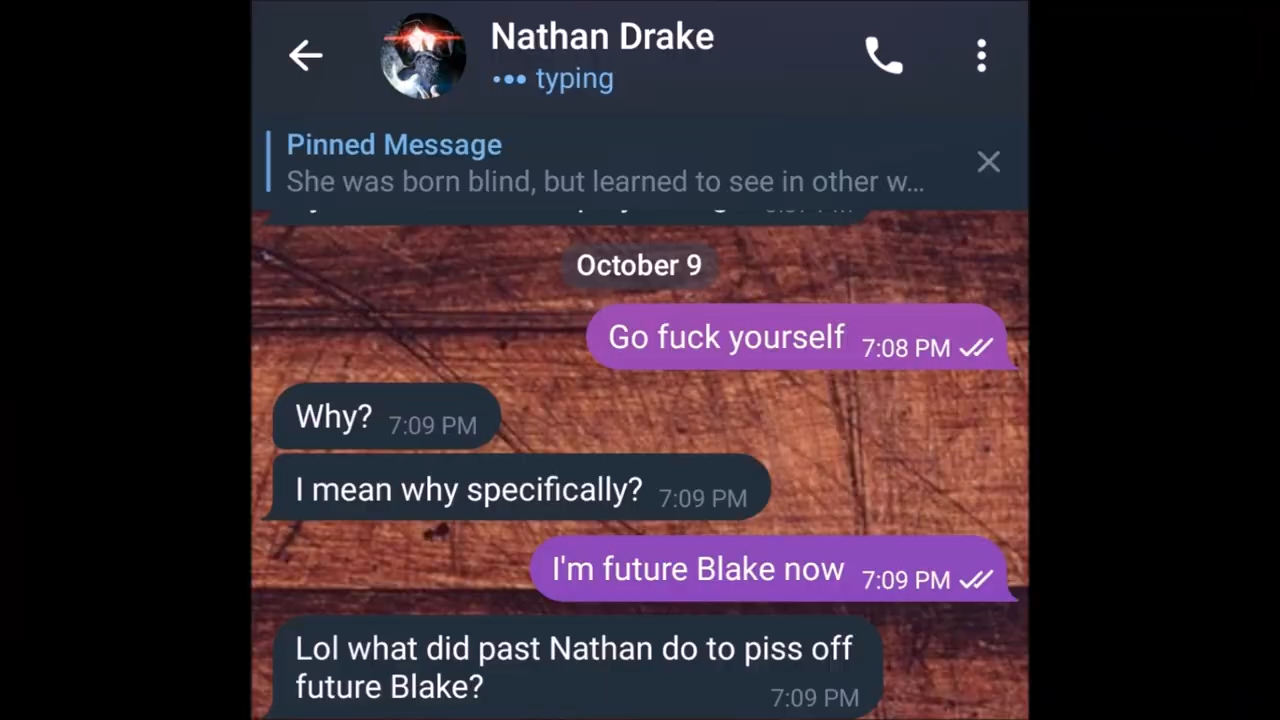 Nathan Drake
typing
Pinned Message
She was born blind, but learned to see in other w...
October 9
Go fuck yourself 7:08 PM
Why? 7:09 PM
I mean why specifically? 7:09 PM
I'm future Blake now 7:09 PM
Lol what did past Nathan do to piss off
future Blake? 7:09 PM